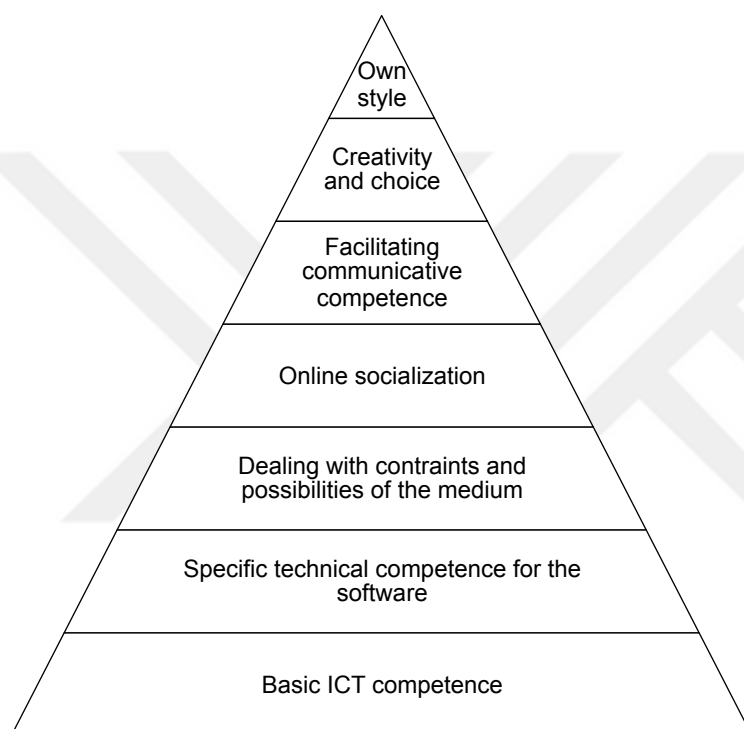 Own
style
Creativity
and choice
Facilitating
communicative
competence
Online socialization
Dealing with contraints and
possibilities of the medium
Specific technical competence for the
software
Basic ICT competence